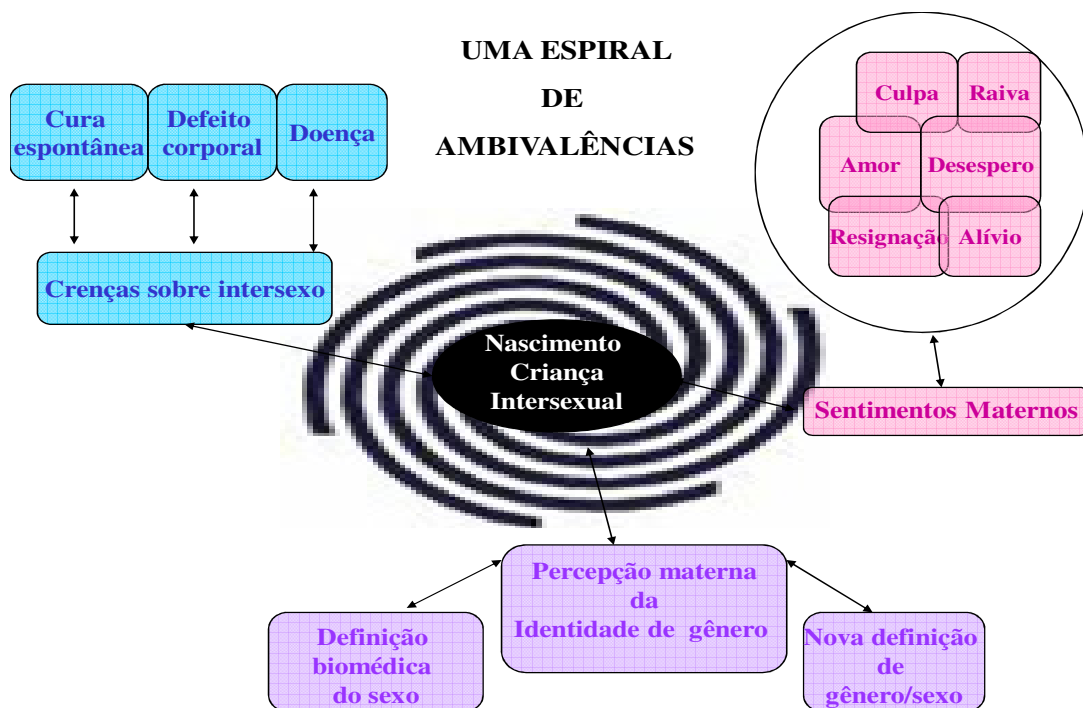 UMA ESPIRAL
DE
AMBIVALÊNCIAS
Cura
espontânea
Defeito
corporal
Doença
Crenças sobre intersexo
Culpa
Raiva
Amor
Desespero
Resignação
Alívio
Nascimento
Criança
Intersexual
Sentimentos Maternos
Percepção materna
da
Identidade de gênero
Definição
biomédica
do sexo
Nova definição
de
gênero/sexo